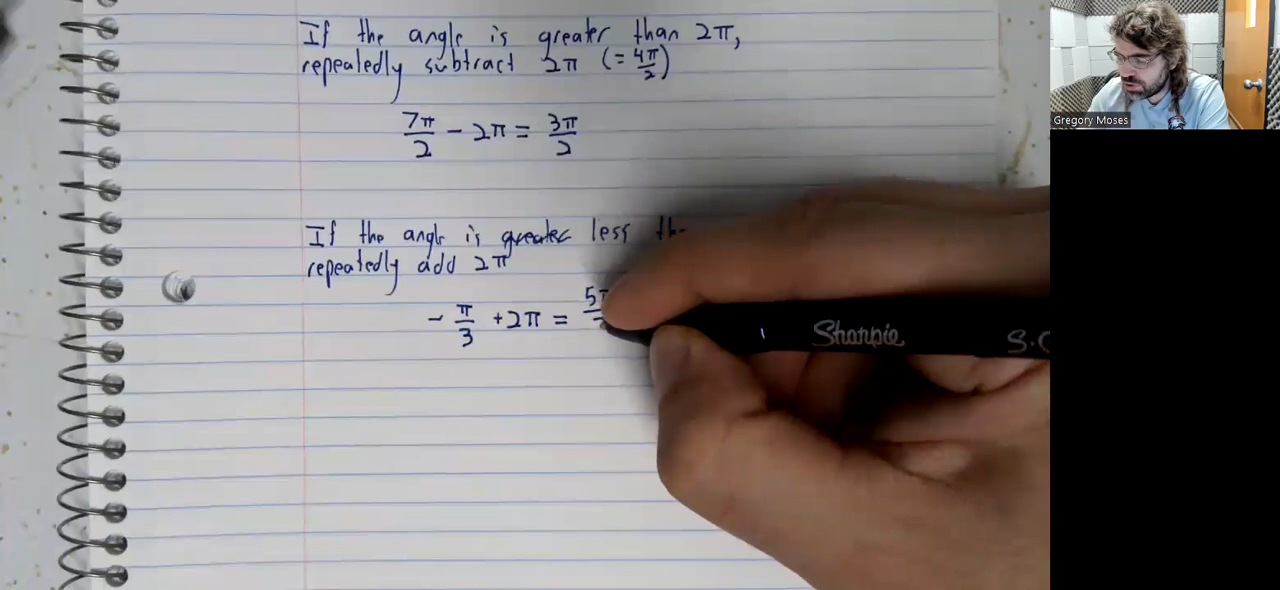 If the angle is greater than 2π,
repeatedly subtract 2π (= 4π/2)
7π/2 - 2π = 3π/2
If the angle is greater less
repeatedly add 2π
- π/3 + 2π =
Sharpie
Gregory Moses